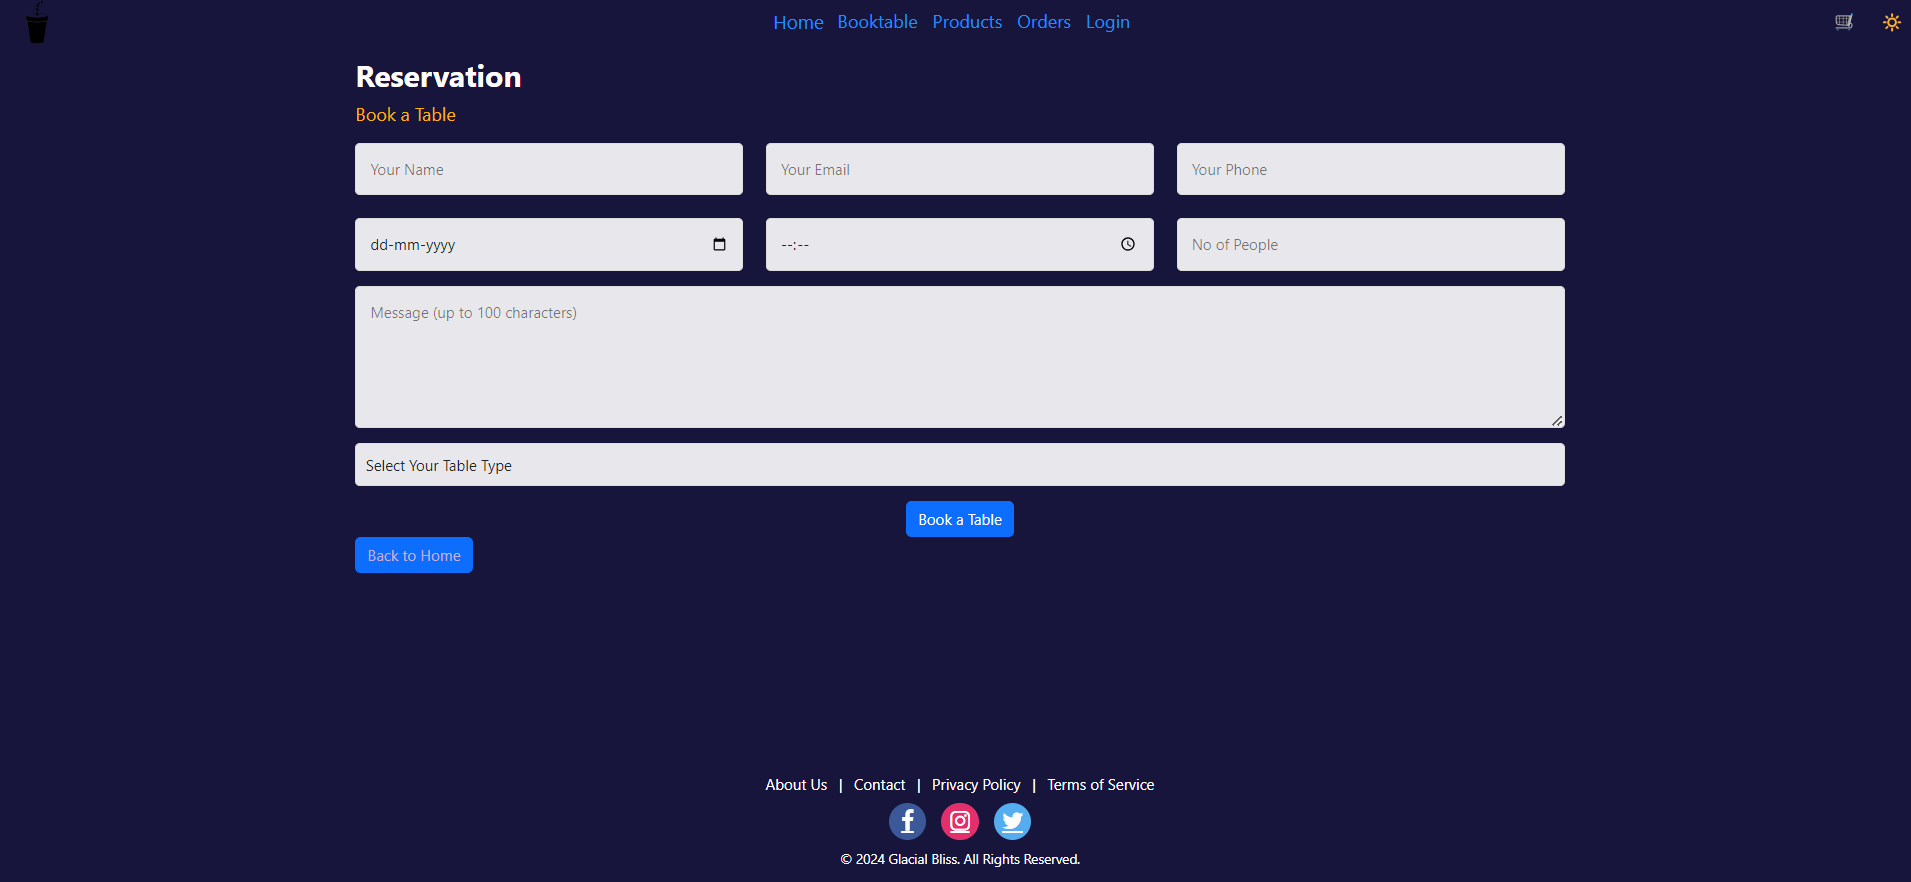 Home Booktable Products Orders Login
Reservation
Book a Table
Your Name Your Email Your Phone
dd-mm-yyyy --:-- No of People
Message (up to 100 characters)
Select Your Table Type
Book a Table
Back to Home
About Us | Contact | Privacy Policy | Terms of Service
© 2024 Glacial Bliss. All Rights Reserved.